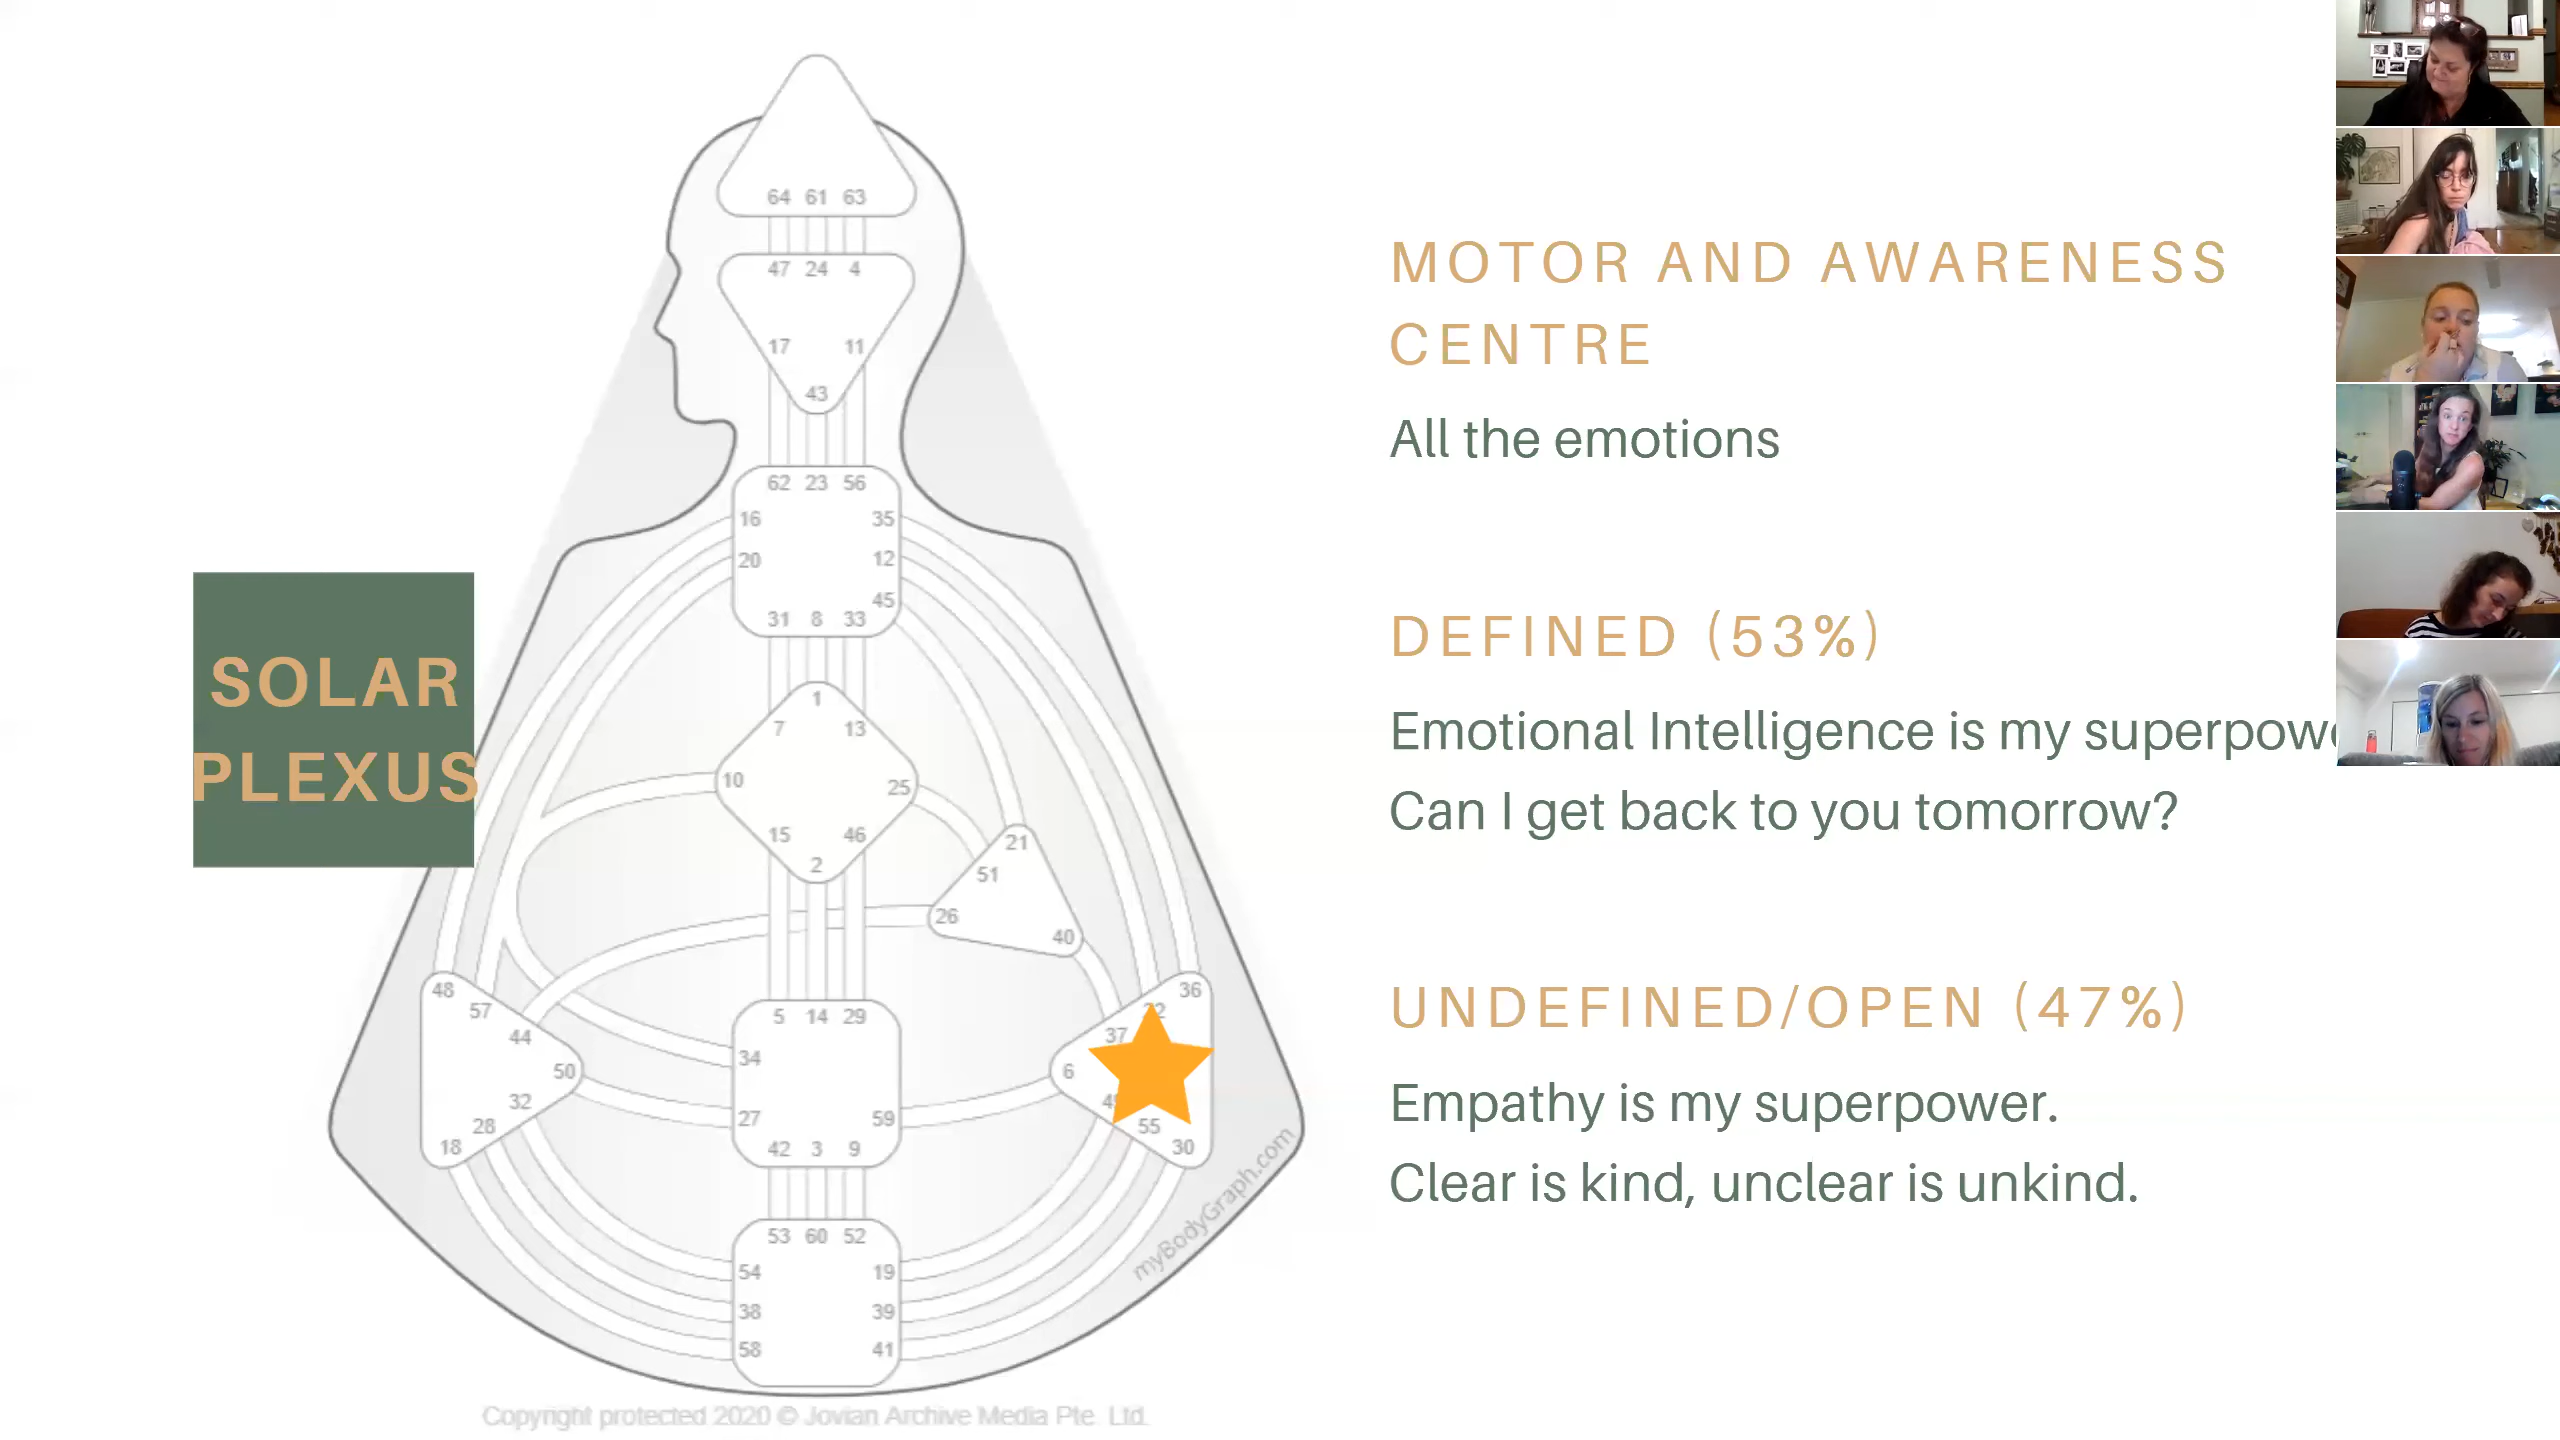 64 61 63
47 24 4
17 11
43
62 23 56
16 35
20 12
45
31 8 33
1
7 13
10 25
15 46
2
21
51
26
40
48
57
44
50
32
28
18
5 14 29
34
27 59
42 3 9
36
37
6
55
30
53 60 52
54 19
38 39
58 41
SOLAR
PLEXUS
myBodyGraph.com
Copyright protected 2020 © Jovian Archive Media Pte. Ltd.
MOTOR AND AWARENESS
CENTRE
All the emotions
DEFINED (53%)
Emotional Intelligence is my
Can I get back to you tomorrow?
UNDEFINED/OPEN (47%)
Empathy is my superpower.
Clear is kind, unclear is unkind.